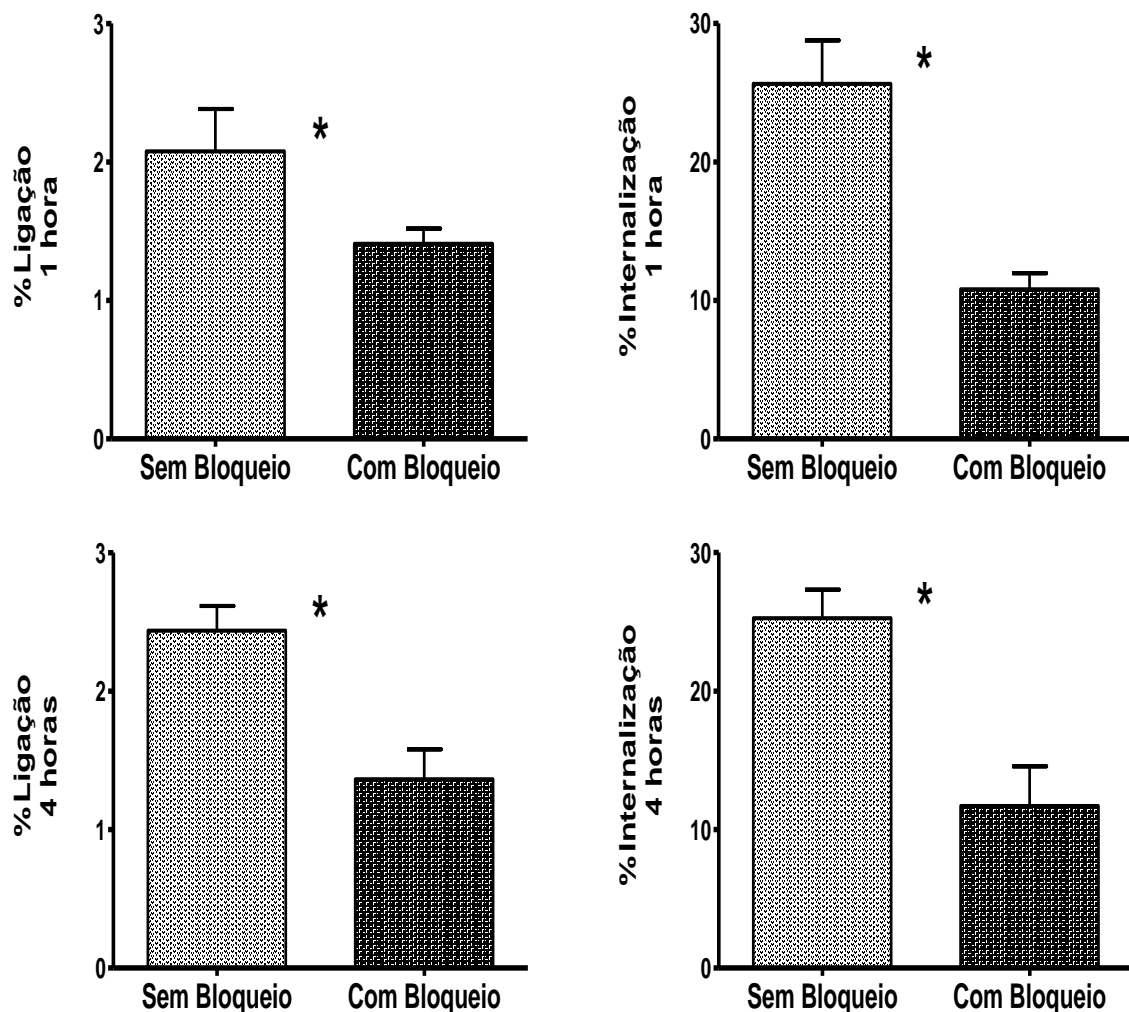 %Ligação
1 hora
3
2
1
0
*
Sem Bloqueio Com Bloqueio
%Internalização
1 hora
30
20
10
0
*
Sem Bloqueio Com Bloqueio
%Ligação
4 horas
3
2
1
0
*
Sem Bloqueio Com Bloqueio
%Internalização
4 horas
30
20
10
0
*
Sem Bloqueio Com Bloqueio